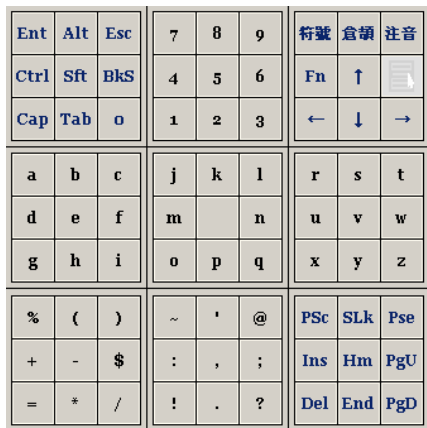 Ent Alt Esc 7 8 9 符號 倉頡 注音
Ctrl Sft BkS 4 5 6 Fn ↑
Cap Tab 0 1 2 3 ← ↓ →
a b c j k l r s t
d e f m n u v w
g h i o p q x y z
% ( ) ~ ' @ PSc SLk Pse
+ - $ : , ; Ins Hm PgU
= * / ! . ? Del End PgD